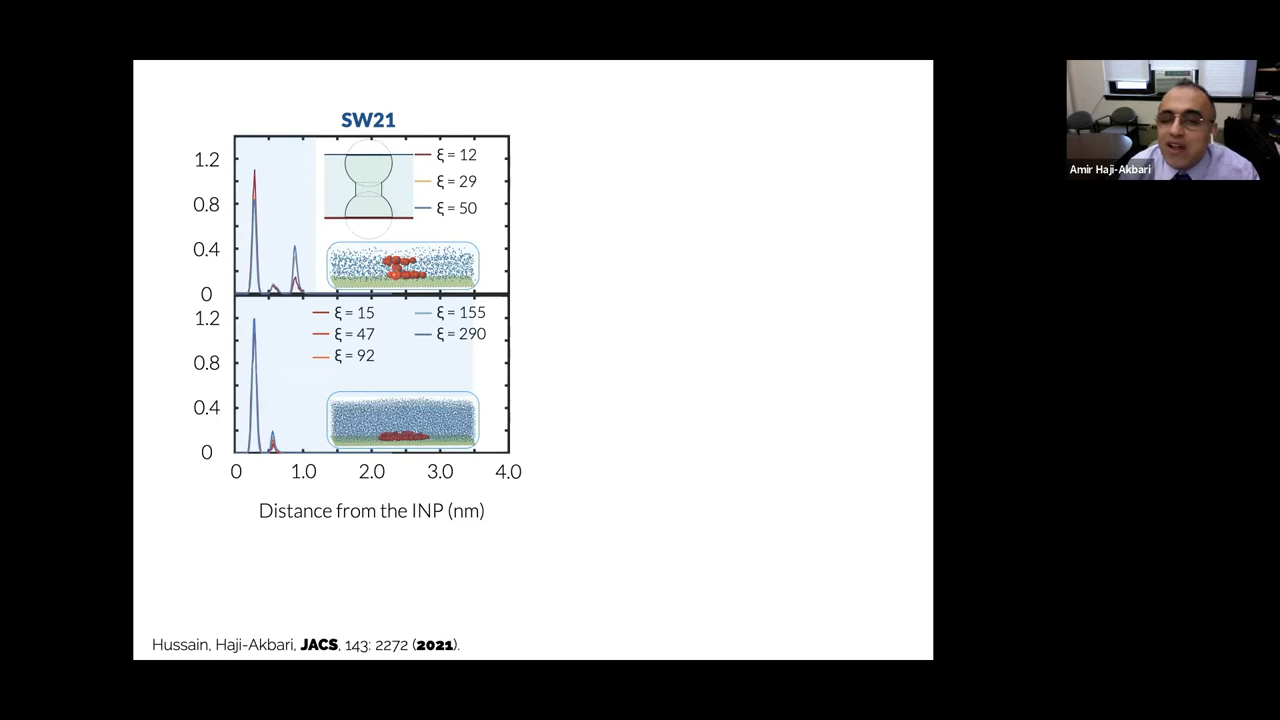 SW21
1.2
0.8
0.4
0
ξ = 12
ξ = 29
ξ = 50
1.2
0.8
0.4
0
ξ = 15
ξ = 47
ξ = 92
ξ = 155
ξ = 290
0 1.0 2.0 3.0 4.0
Distance from the INP (nm)
Hussain, Haji-Akbari, JACS, 143: 2272 (2021).
Amir Haji-Akbari